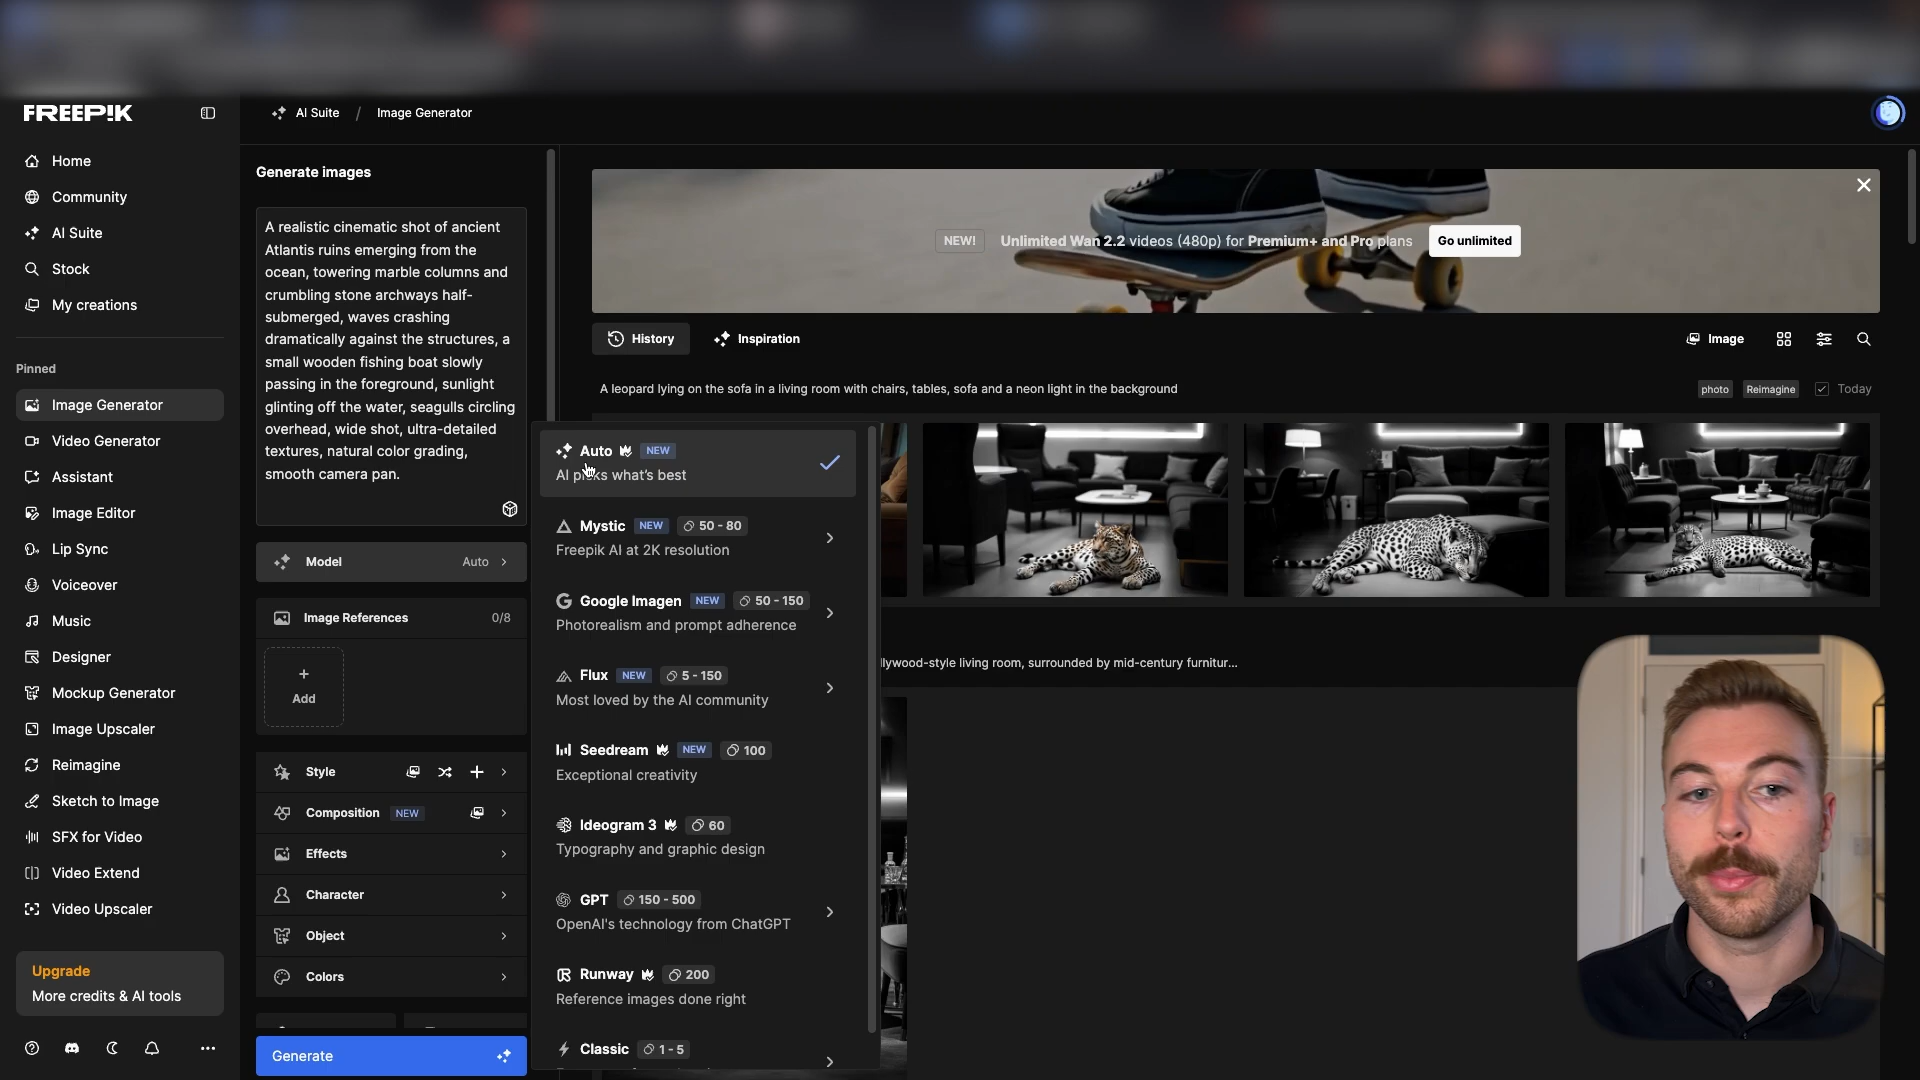 FREEPIK
AI Suite / Image Generator
Home
Community
AI Suite
Stock
My creations
Pinned
Image Generator
Video Generator
Assistant
Image Editor
Lip Sync
Voiceover
Music
Designer
Mockup Generator
Image Upscaler
Reimagine
Sketch to Image
SFX for Video
Video Extend
Video Upscaler
Upgrade
More credits & AI tools
Generate images
A realistic cinematic shot of ancient
Atlantis ruins emerging from the
ocean, towering marble columns and
crumbling stone archways half-
submerged, waves crashing
dramatically against the structures, a
small wooden fishing boat slowly
passing in the foreground, sunlight
glinting off the water, seagulls circling
overhead, wide shot, ultra-detailed
textures, natural color grading,
smooth camera pan.
Model Auto
Image References 0/8
Add
Style
Composition NEW
Effects
Character
Object
Colors
Generate
Auto NEW
AI picks what's best
Mystic NEW 50 - 80
Freepik AI at 2K resolution
Google Imagen NEW 50 - 150
Photorealism and prompt adherence
Flux NEW 5 - 150
Most loved by the AI community
Seedream NEW 100
Exceptional creativity
Ideogram 3 60
Typography and graphic design
GPT 150 - 500
OpenAI's technology from ChatGPT
Runway 200
Reference images done right
Classic 1 - 5
NEW! Unlimited Wan 2.2 videos (480p) for Premium+ and Pro plans Go unlimited
History Inspiration Image
A leopard lying on the sofa in a living room with chairs, tables, sofa and a neon light in the background photo Reimagine Today
lywood-style living room, surrounded by mid-century furnitur...